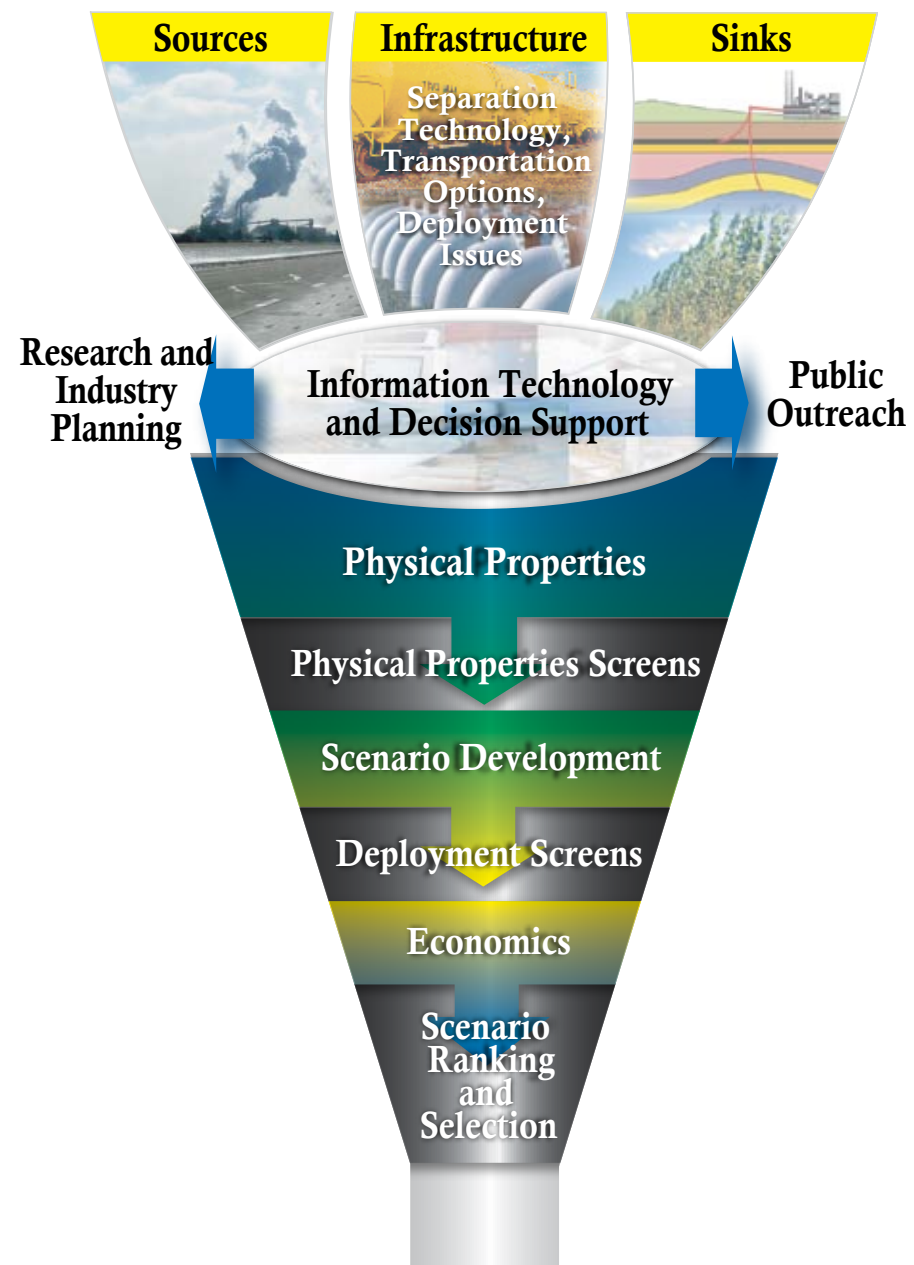 Sources
Infrastructure
Sinks
Separation
Technology,
Transportation
Options,
Deployment
Issues
Research and
Industry
Planning
Information Technology
and Decision Support
Public
Outreach
Physical Properties
Physical Properties Screens
Scenario Development
Deployment Screens
Economics
Scenario
Ranking
and
Selection